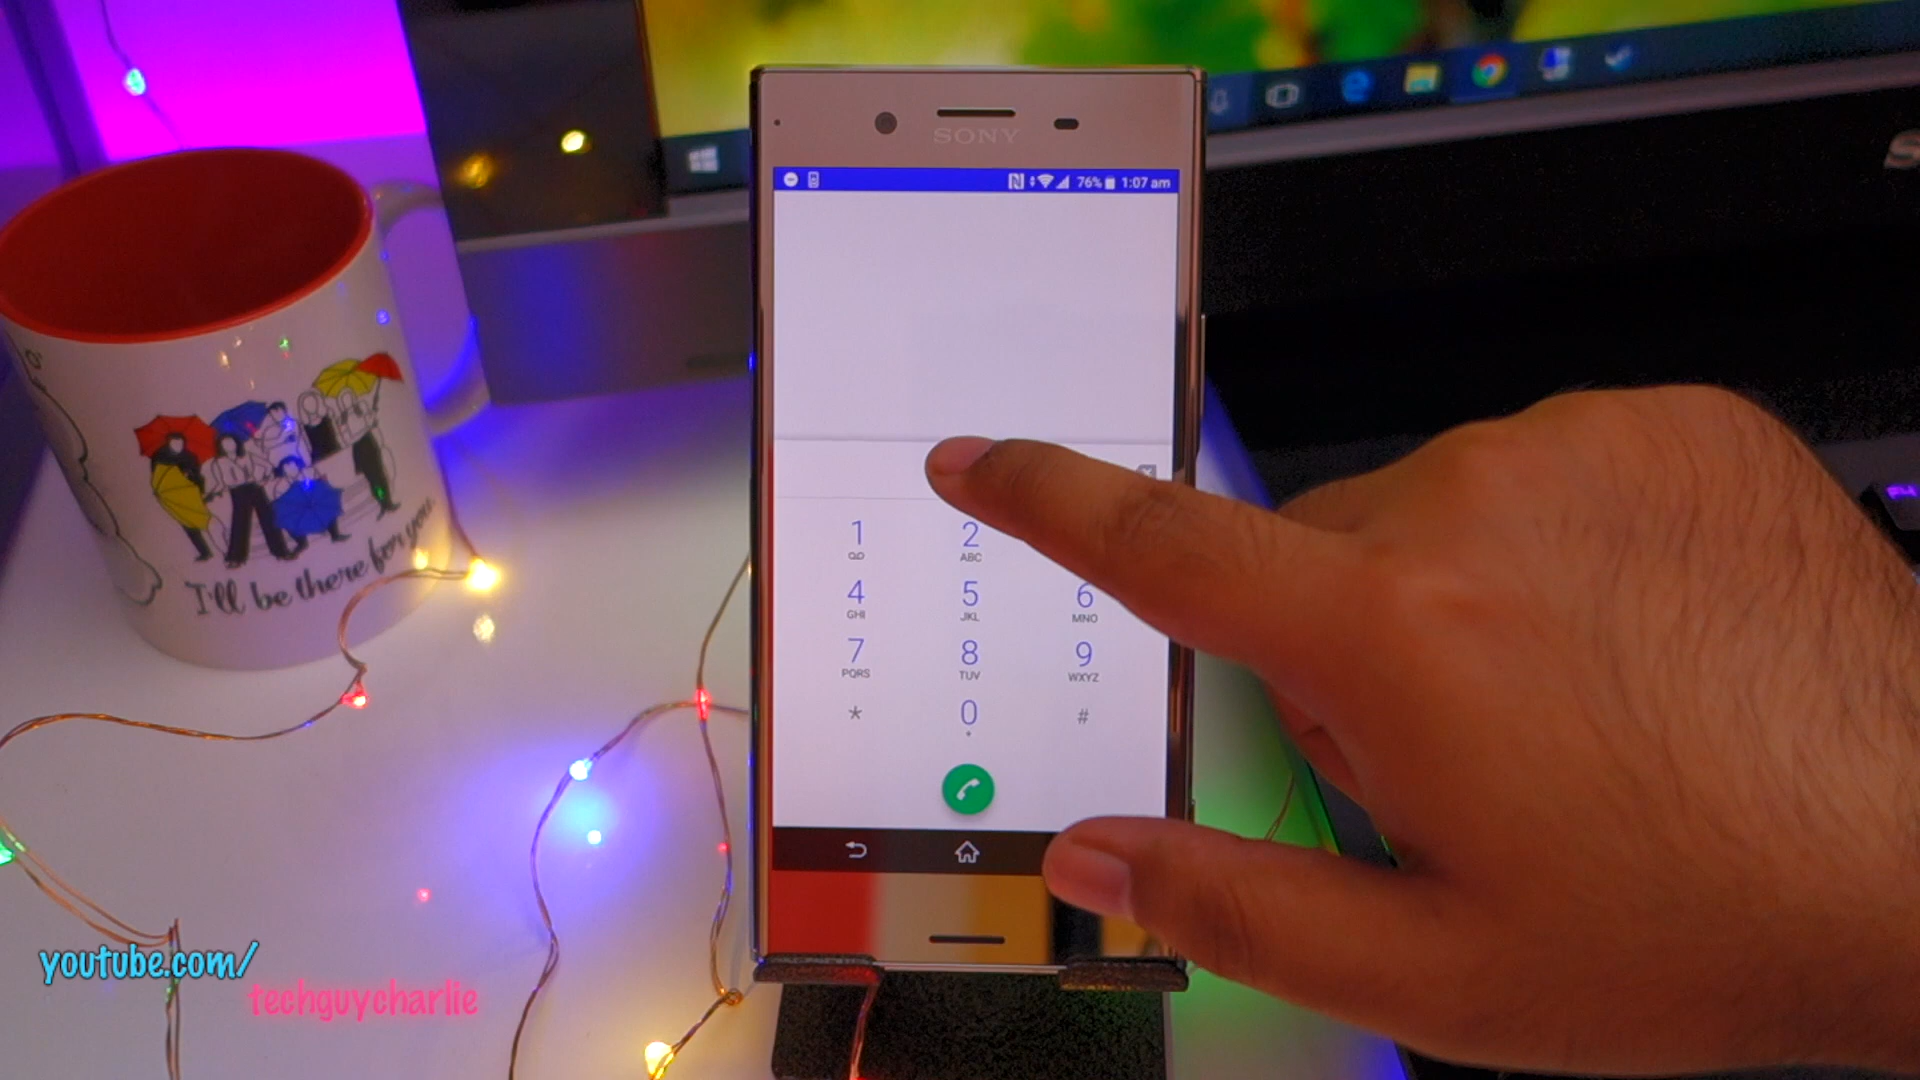 SONY
76% 1:07 am
1
2
ABC
4
GHI
5
JKL
6
MNO
7
PQRS
8
TUV
9
WXYZ
*
0
#
I'll be there for you
youtube.com/
techguycharlie